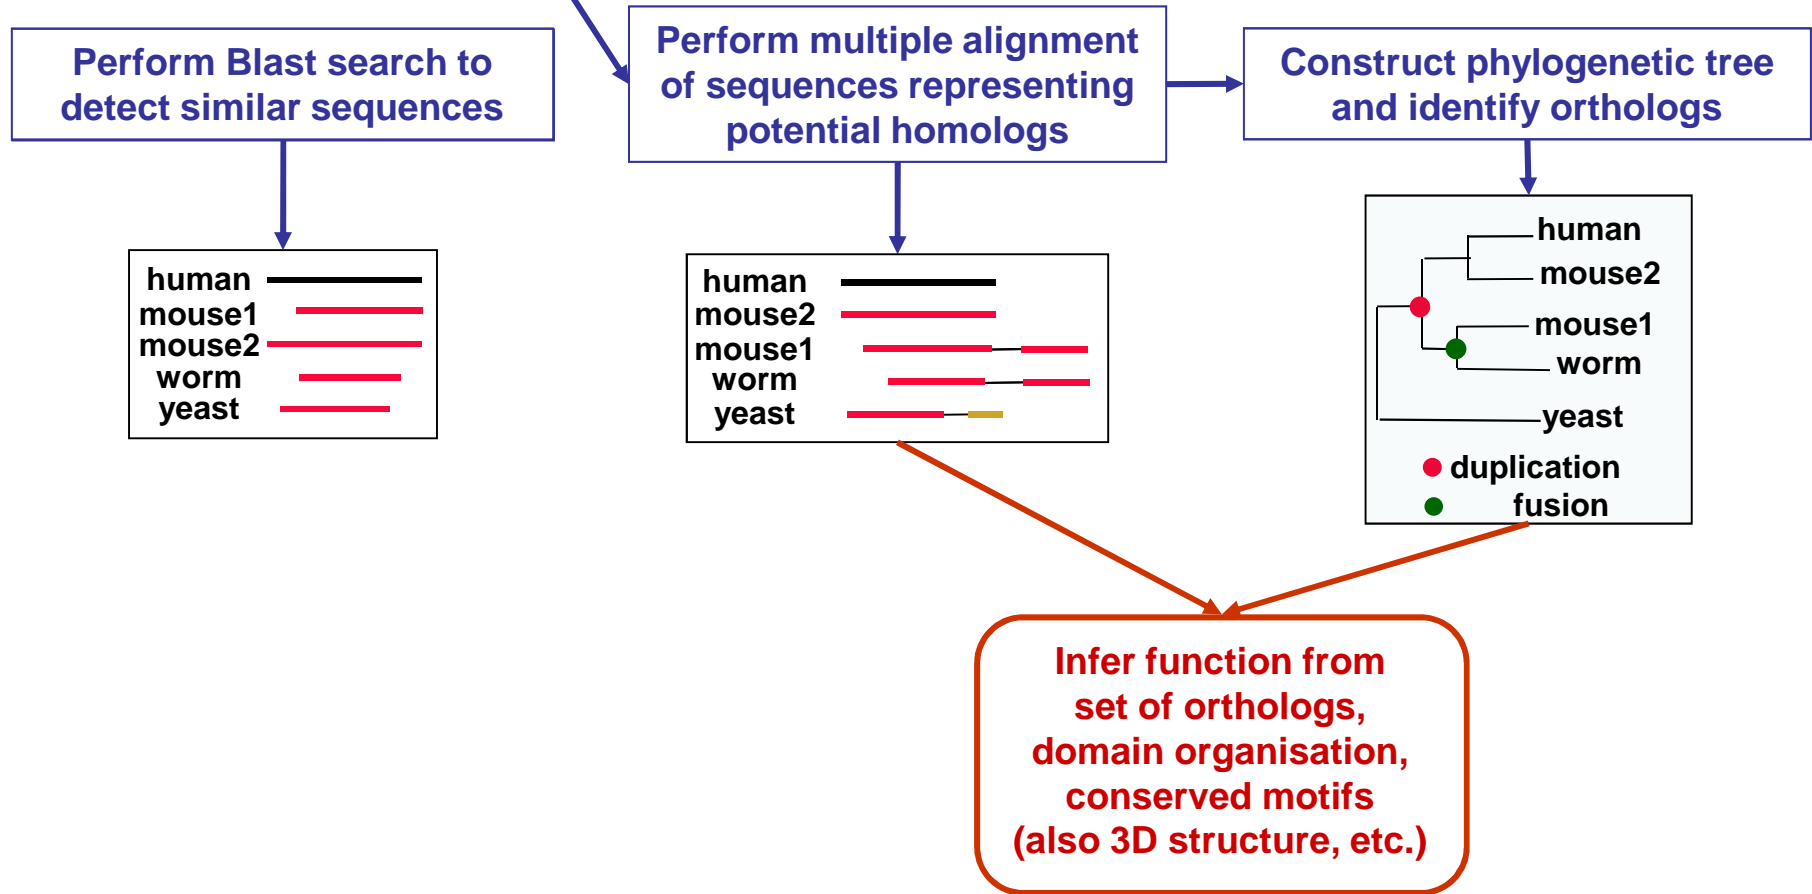 Perform Blast search to
detect similar sequences
Perform multiple alignment
of sequences representing
potential homologs
Construct phylogenetic tree
and identify orthologs
human
mouse1
mouse2
worm
yeast
human
mouse2
mouse1
worm
yeast
human
mouse2
mouse1
worm
yeast
duplication
fusion
Infer function from
set of orthologs,
domain organisation,
conserved motifs
(also 3D structure, etc.)